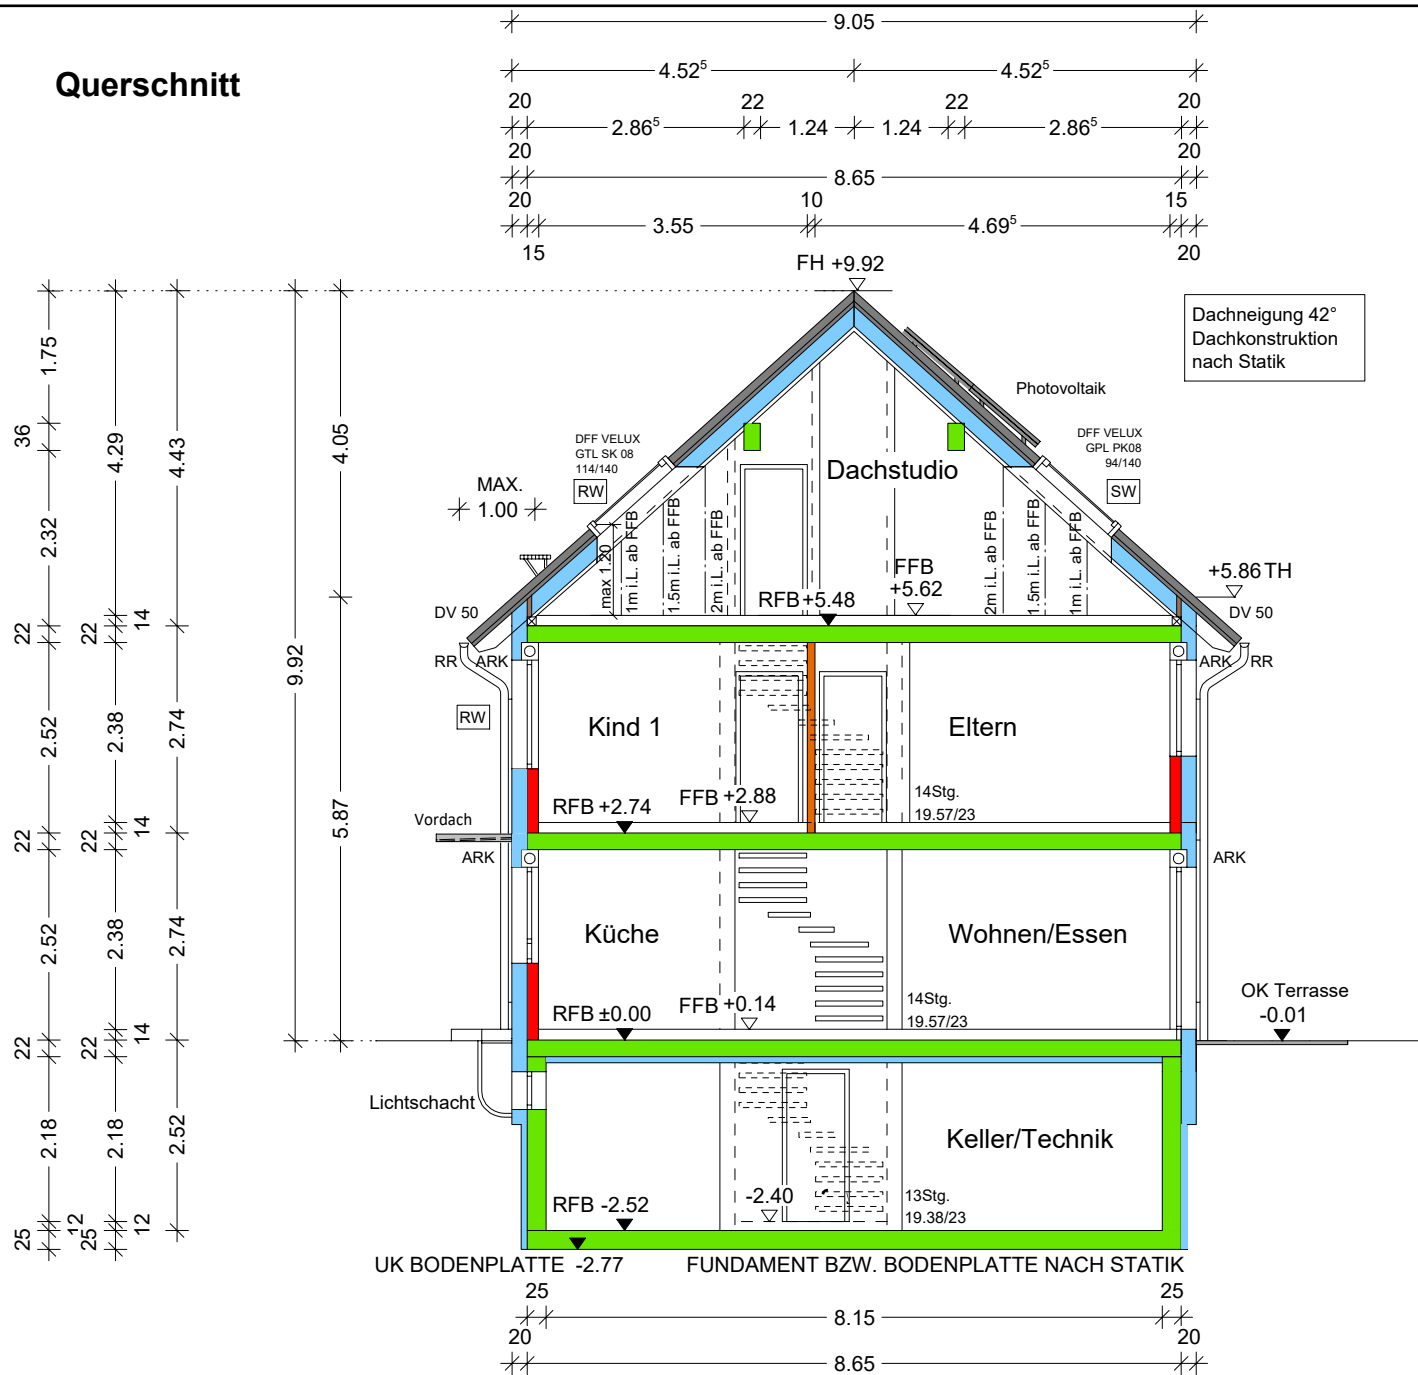 9.05
Querschnitt
4.52⁵ 4.52⁵
20 22 22 20
2.86⁵ 1.24 1.24 2.86⁵
20 20
8.65
20 10 15
3.55 4.69⁵
15 20
FH +9.92
Dachneigung 42°
Dachkonstruktion
nach Statik
Photovoltaik
1.75
36
2.32
22
2.52
22
2.52
22
2.18
12
25
4.29
14
22
2.38
14
22
2.38
14
22
2.18
12
25
4.43
2.74
2.74
2.52
9.92
4.05
5.87
DFF VELUX
GTL SK 08
114/140
RW
DFF VELUX
GPL PK08
94/140
SW
MAX.
1.00
Dachstudio
max 1.20
1m i.L. ab FFB
1.5m i.L. ab FFB
2m i.L. ab FFB
2m i.L. ab FFB
1.5m i.L. ab FFB
1m i.L. ab FFB
FFB
+5.62
RFB+5.48
+5.86 TH
DV 50 DV 50
RR ARK ARK RR
RW
Kind 1 Eltern
RFB +2.74 FFB +2.88
14Stg.
19.57/23
Vordach
ARK ARK
Küche Wohnen/Essen
RFB ±0.00 FFB +0.14
14Stg.
19.57/23
OK Terrasse
-0.01
Lichtschacht
Keller/Technik
RFB -2.52 -2.40
13Stg.
19.38/23
UK BODENPLATTE -2.77 FUNDAMENT BZW. BODENPLATTE NACH STATIK
25 25
8.15
20 20
8.65